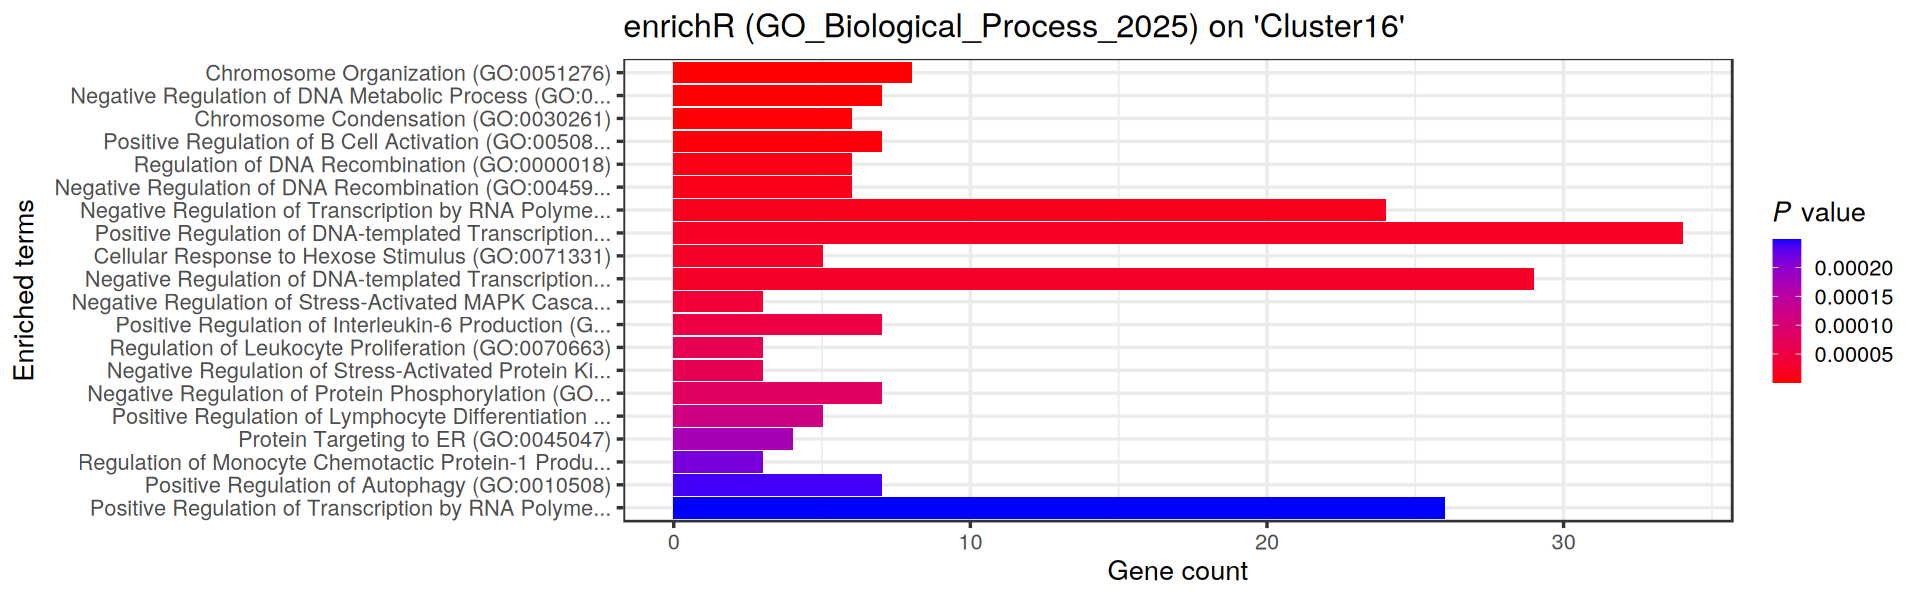 enrichR (GO_Biological_Process_2025) on 'Cluster16'
Enriched terms
Chromosome Organization (GO:0051276)
Negative Regulation of DNA Metabolic Process (GO:0...
Chromosome Condensation (GO:0030261)
Positive Regulation of B Cell Activation (GO:00508...
Regulation of DNA Recombination (GO:0000018)
Negative Regulation of DNA Recombination (GO:00459...
Negative Regulation of Transcription by RNA Polyme...
Positive Regulation of DNA-templated Transcription...
Cellular Response to Hexose Stimulus (GO:0071331)
Negative Regulation of DNA-templated Transcription...
Negative Regulation of Stress-Activated MAPK Casca...
Positive Regulation of Interleukin-6 Production (G...
Regulation of Leukocyte Proliferation (GO:0070663)
Negative Regulation of Stress-Activated Protein Ki...
Negative Regulation of Protein Phosphorylation (GO...
Positive Regulation of Lymphocyte Differentiation ...
Protein Targeting to ER (GO:0045047)
Regulation of Monocyte Chemotactic Protein-1 Produ...
Positive Regulation of Autophagy (GO:0010508)
Positive Regulation of Transcription by RNA Polyme...
0 10 20 30
Gene count
P value
0.00020
0.00015
0.00010
0.00005